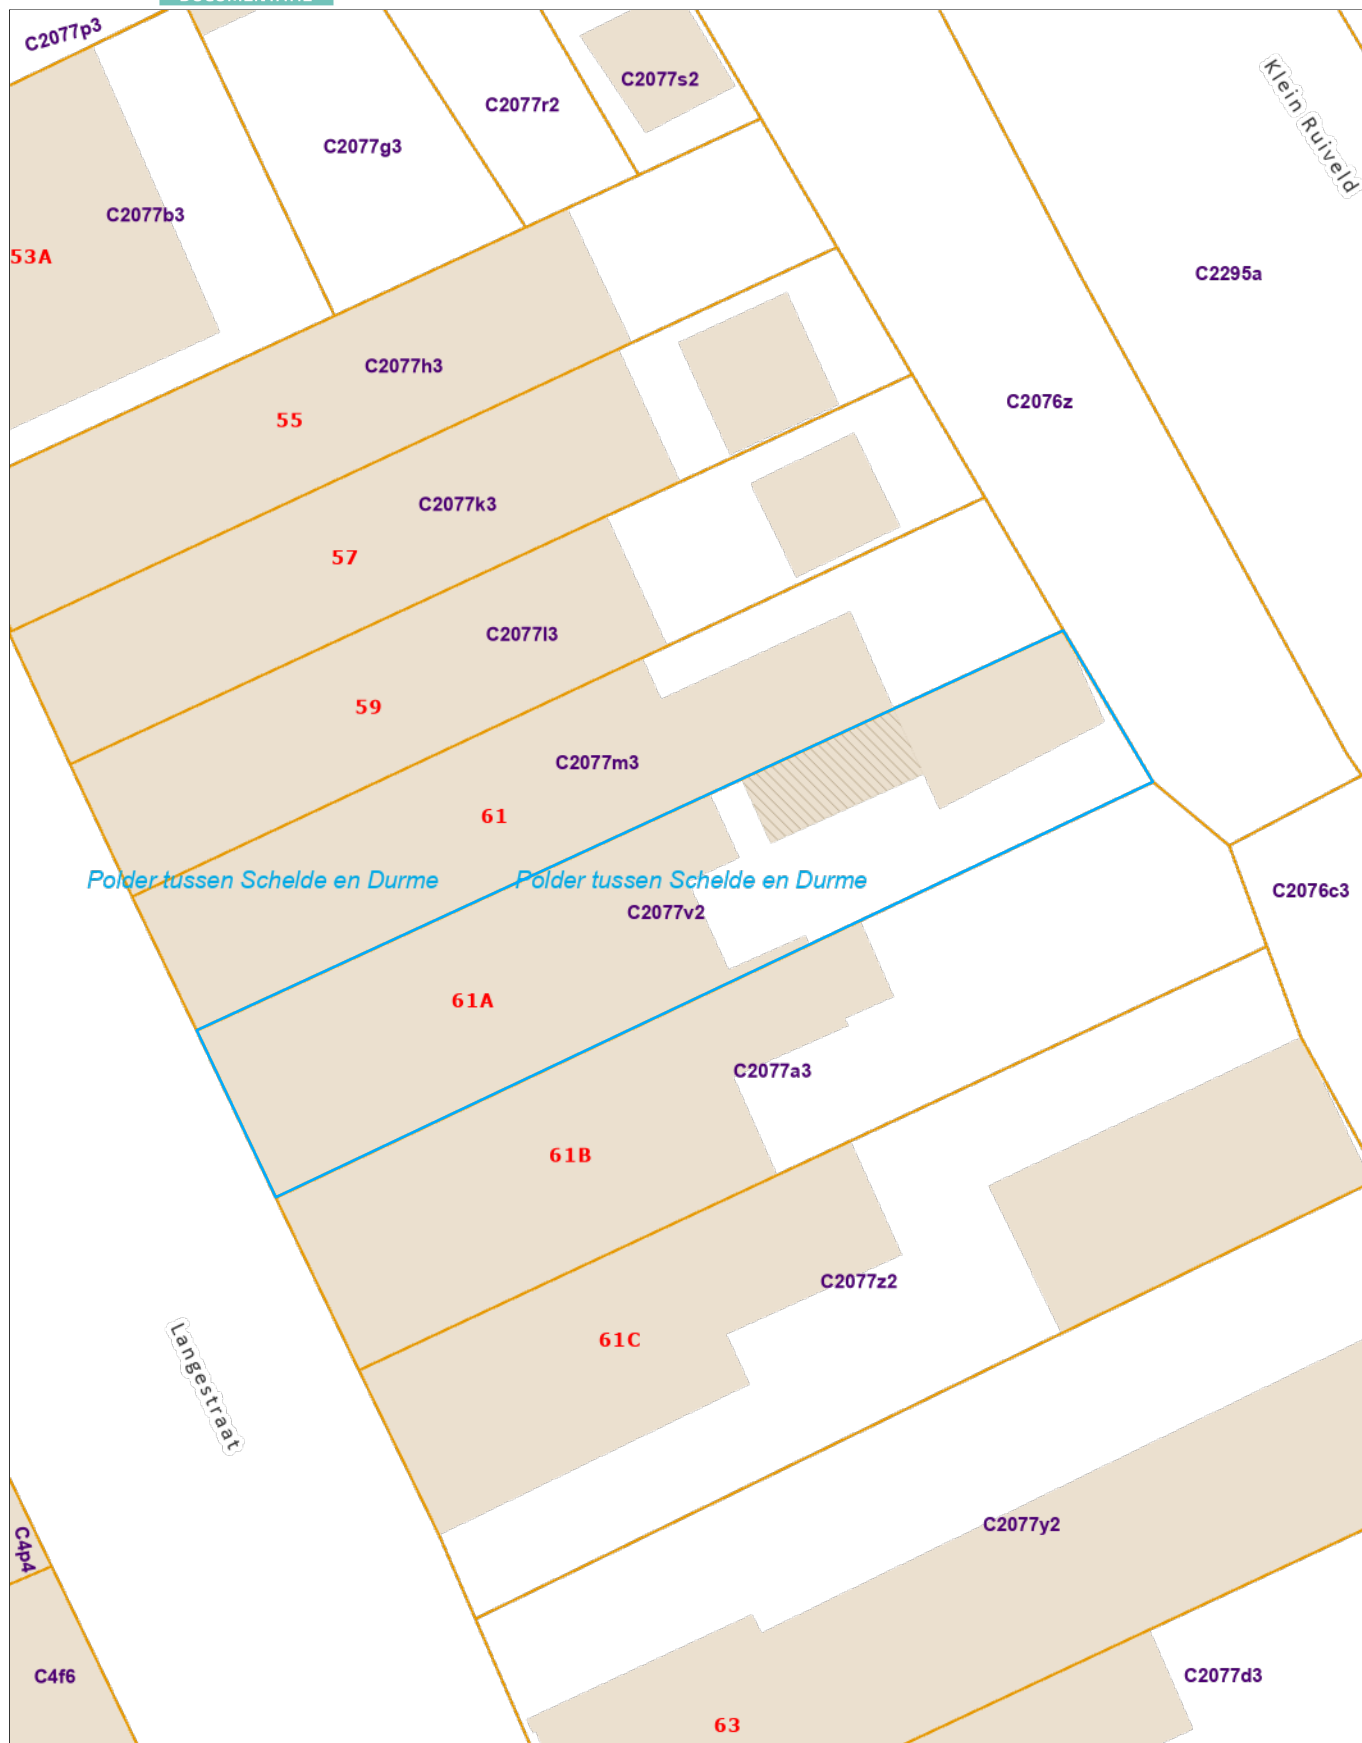 C2077p3
C2077s2
C2077r2
Klein Ruiveld
C2077g3
C2077b3
53A
C2295a
C2077h3
C2076z
55
C2077k3
57
C2077l3
59
C2077m3
61
Polder tussen Schelde en Durme
Polder tussen Schelde en Durme
C2076c3
C2077v2
61A
C2077a3
61B
C2077z2
61C
Langestraat
C2077y2
C4p4
C4f6
C2077d3
63